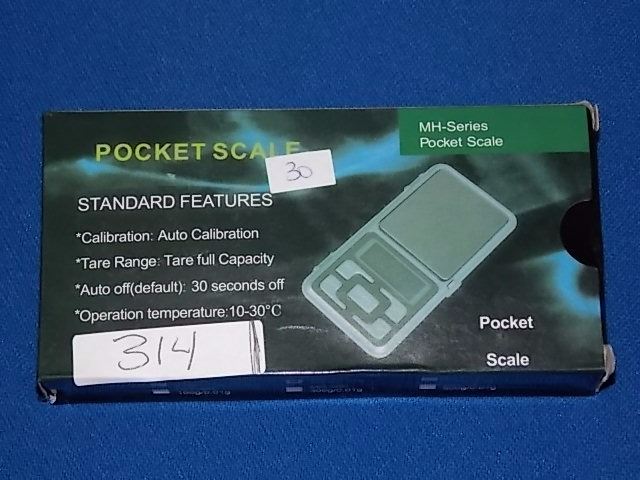 MH-Series
Pocket Scale
POCKET SCALE
30
STANDARD FEATURES
*Calibration: Auto Calibration
*Tare Range: Tare full Capacity
*Auto off(default): 30 seconds off
*Operation temperature:10-30°C
314
Pocket
Scale